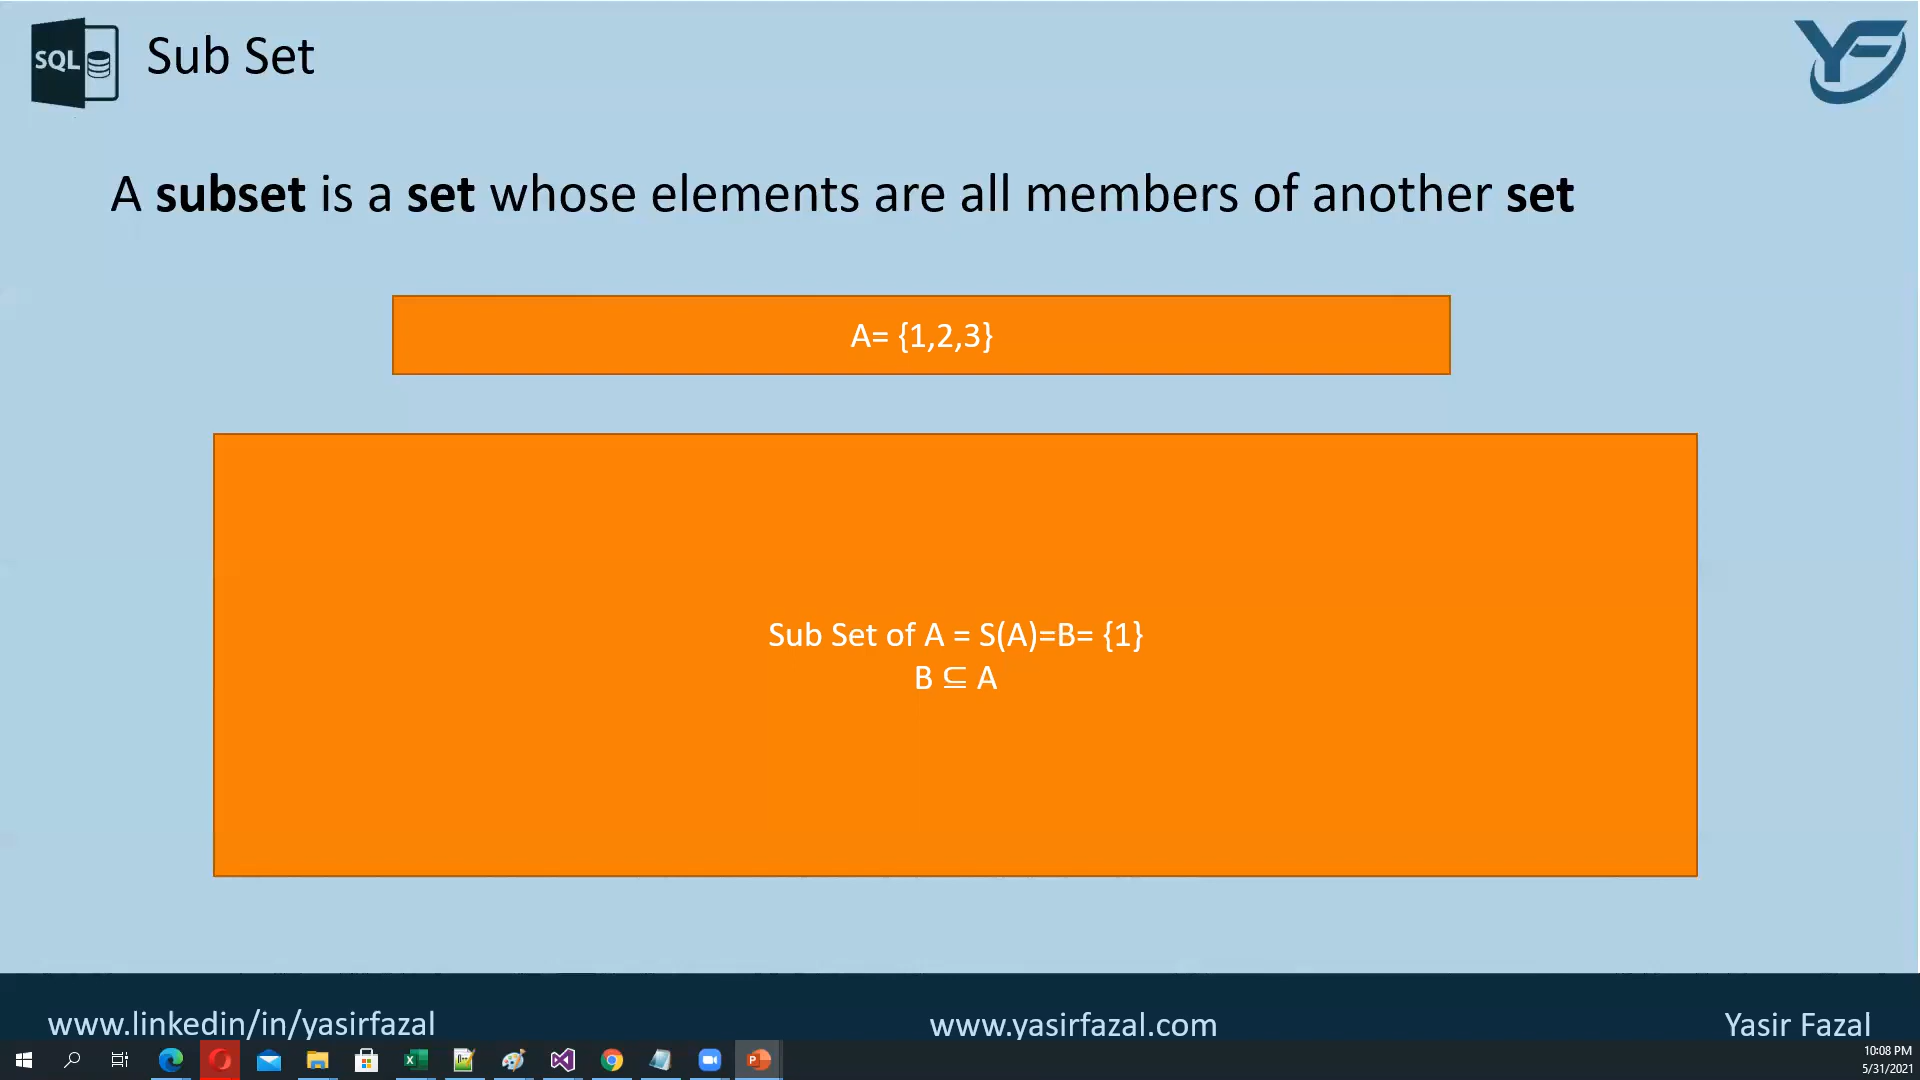 SQL
Sub Set
YF
A subset is a set whose elements are all members of another set
A= {1,2,3}
Sub Set of A = S(A)=B= {1}
B ⊆ A
www.linkedin/in/yasirfazal
www.yasirfazal.com
Yasir Fazal
10:08 PM
5/31/2021